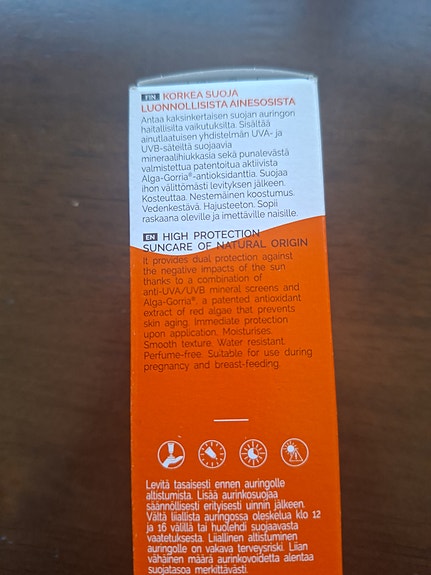 FIN KORKEA SUOJA
LUONNOLLISISTA AINESOSISTA
Antaa kaksinkertaisen suojan auringon
haitallisilta vaikutuksilta. Sisältää
ainutlaatuisen yhdistelmän UVA- ja
UVB-säteiltä suojaavia
mineraalihiukkasia sekä punalevästä
valmistettua patentoitua aktiivista
Alga-Gorria®-antioksidanttia. Suojaa
ihon välittömästi levityksen jälkeen.
Kosteuttaa. Nestemäinen koostumus.
Vedenkestävä. Hajusteeton. Sopii
raskaana oleville ja imettäville naisille.
EN HIGH PROTECTION
SUNCARE OF NATURAL ORIGIN
It provides dual protection against
the negative impacts of the sun
thanks to a combination of
anti-UVA/UVB mineral screens and
Alga-Gorria®, a patented antioxidant
extract of red algae that prevents
skin aging. Immediate protection
upon application. Moisturises.
Smooth texture. Water resistant.
Perfume-free. Suitable for use during
pregnancy and breast-feeding.
Levitä tasaisesti ennen auringolle
altistumista. Lisää aurinkosuojaa
säännöllisesti erityisesti uinnin jälkeen.
Vältä liiallista auringossa oleskelua klo 12
ja 16 välillä tai huolehdi suojaavasta
vaatetuksesta. Liiallinen altistuminen
auringolle on vakava terveysriski. Liian
vähäinen määrä aurinkovoidetta alentaa
suojatasoa merkittävästi.